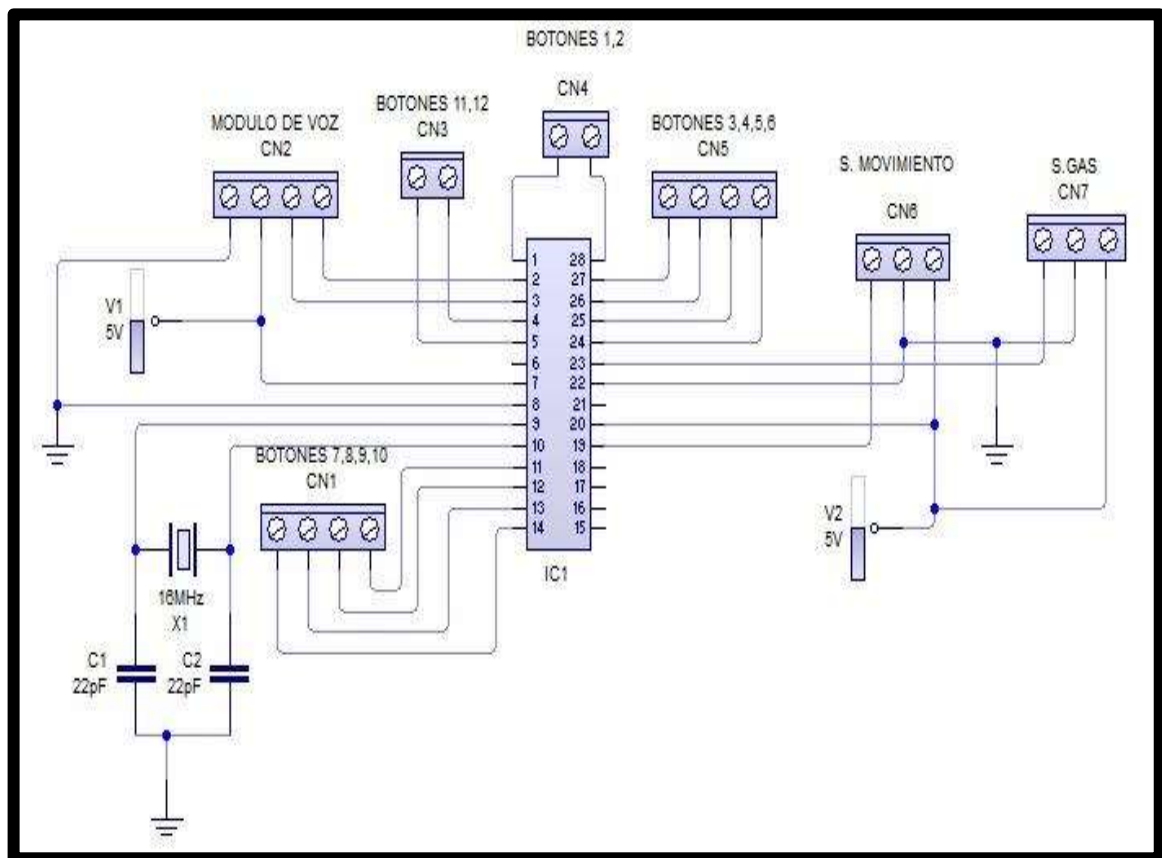 BOTONES 1,2
CN4
BOTONES 11,12
CN3
MODULO DE VOZ
CN2
BOTONES 3,4,5,6
CN5
S. MOVIMIENTO
CN6
S.GAS
CN7
V1
5V
1 28
2 27
3 26
4 25
5 24
6 23
7 22
8 21
9 20
10 19
11 18
12 17
13 16
14 15
IC1
BOTONES 7,8,9,10
CN1
V2
5V
16MHz
X1
C1
22pF
C2
22pF